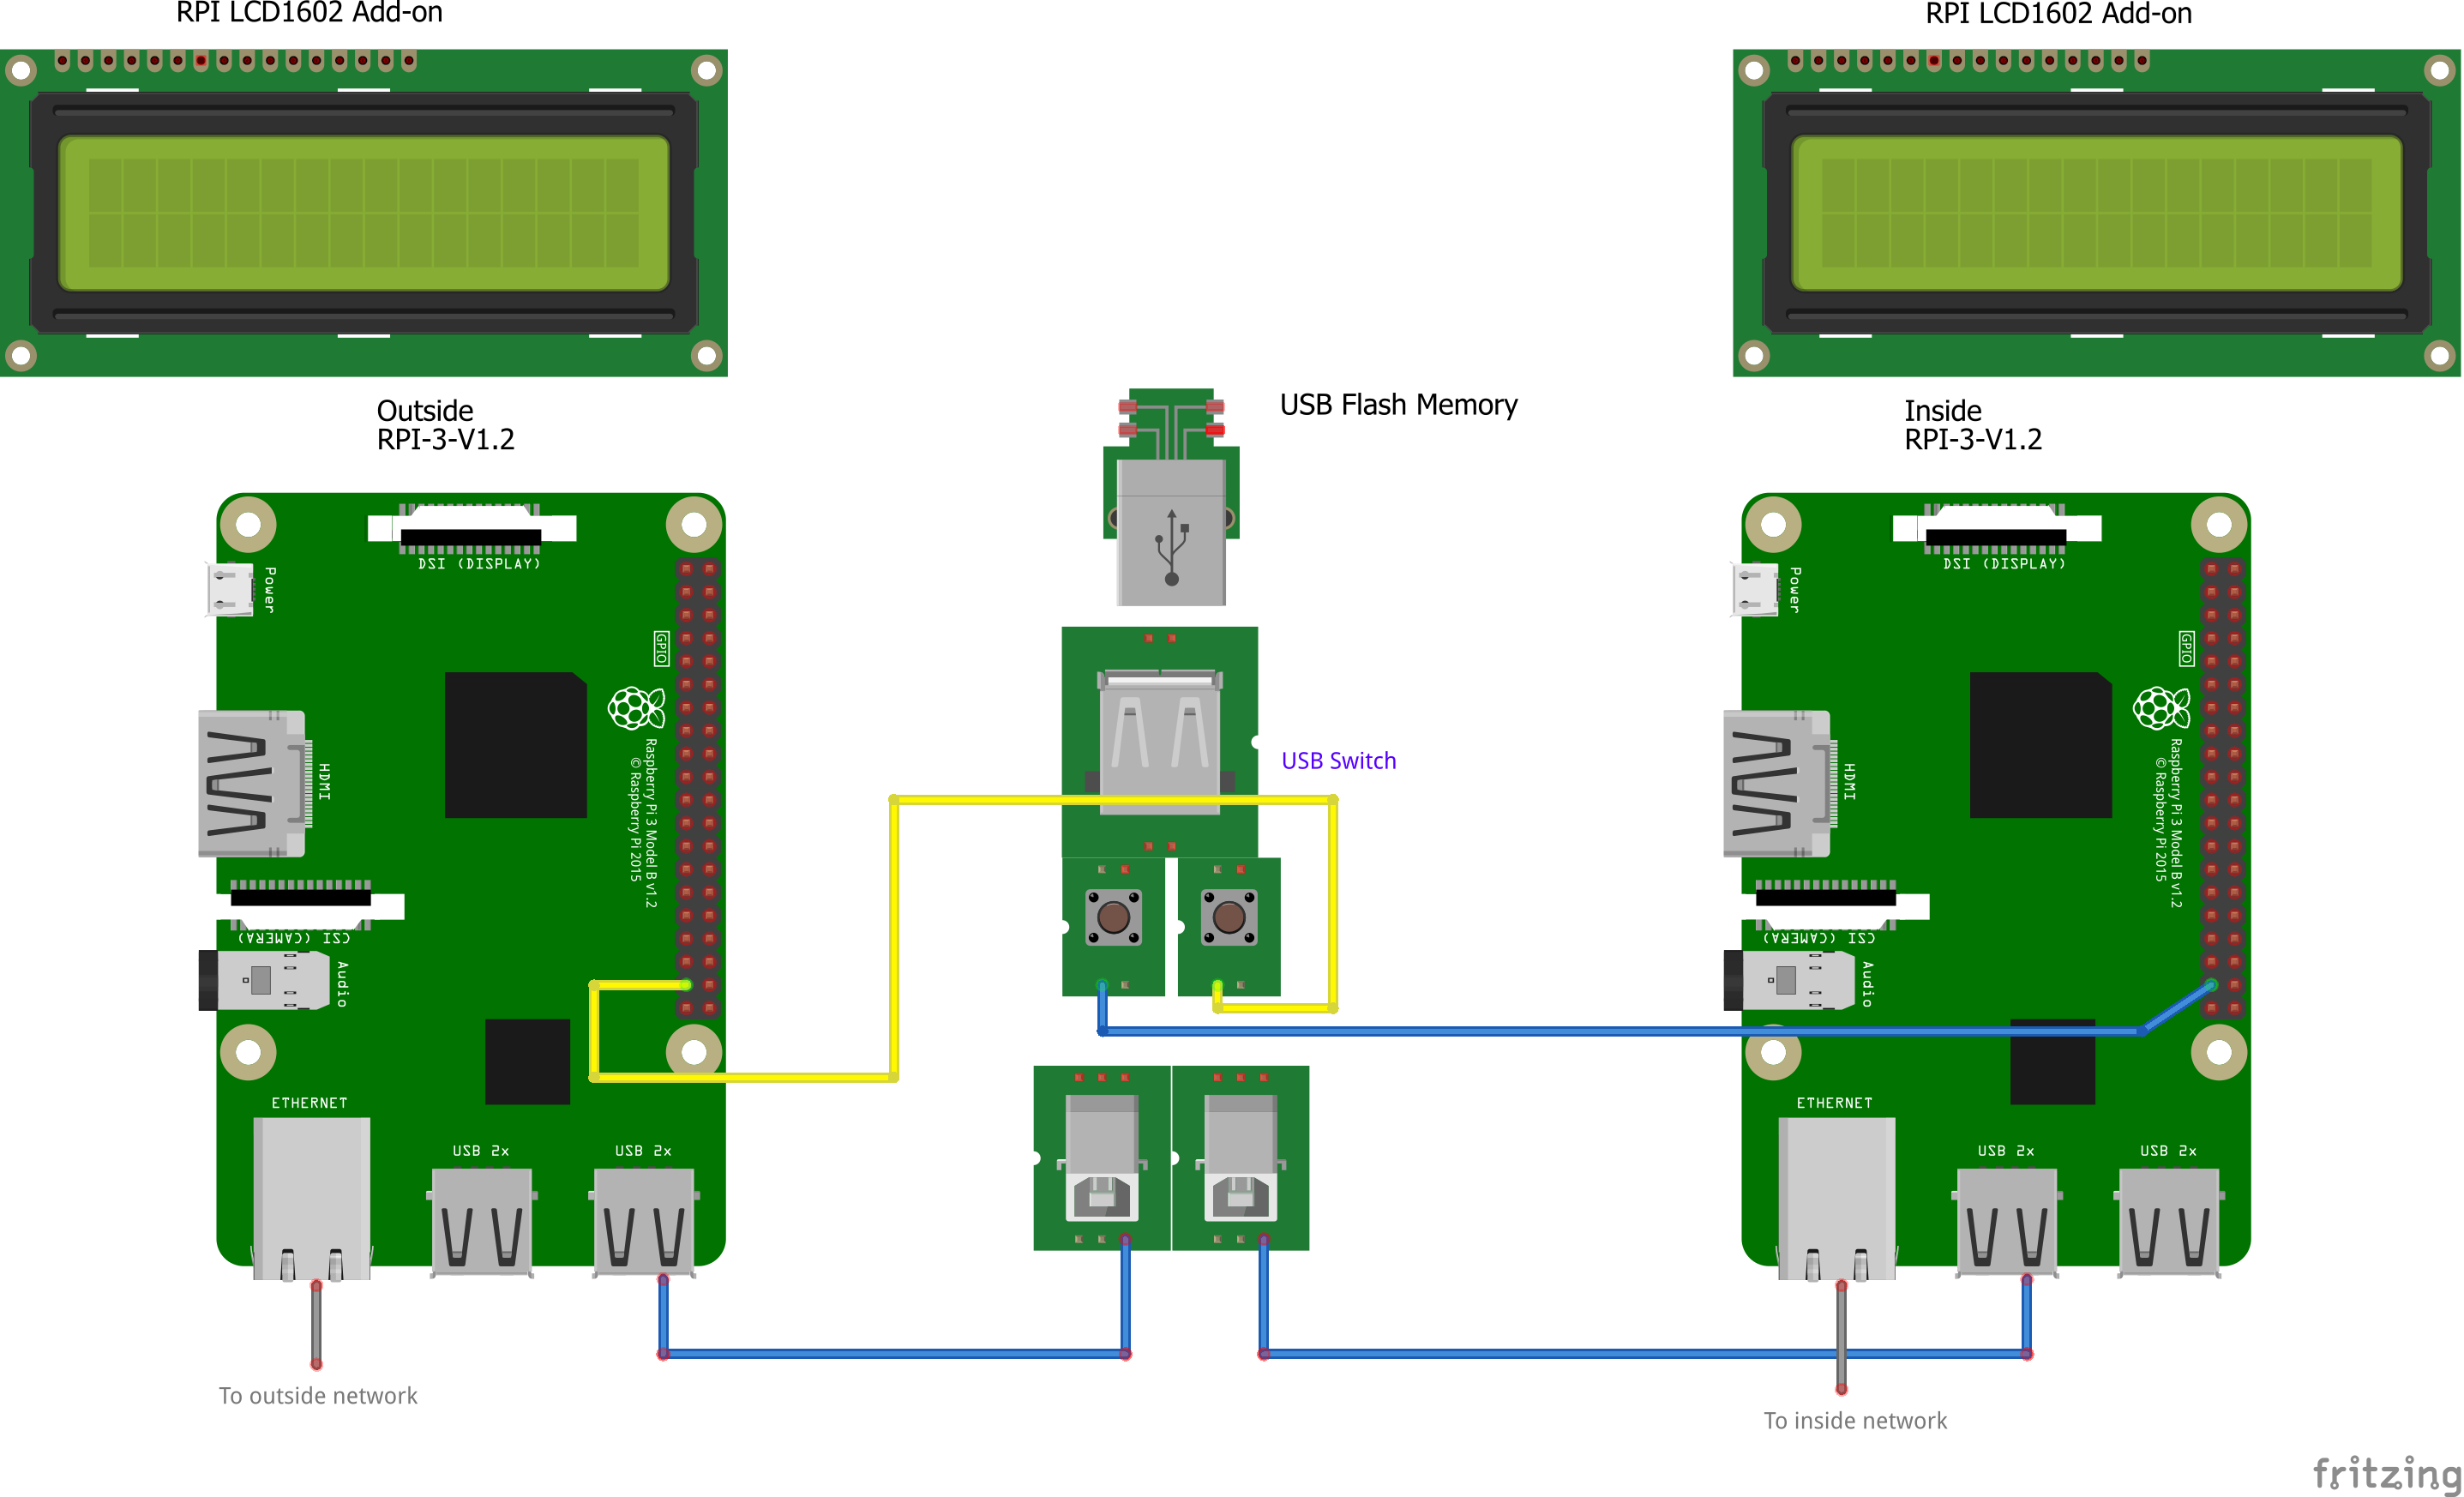 RPI LCD1602 Add-on
RPI LCD1602 Add-on
Outside
RPI-3-V1.2
USB Flash Memory
Inside
RPI-3-V1.2
DSI (DISPLAY)
Power
GPIO
HDMI
Raspberry Pi 3 Model B v1.2
© Raspberry Pi 2015
CSI (CAMERA)
Audio
ETHERNET
USB 2x
USB 2x
USB Switch
DSI (DISPLAY)
Power
GPIO
HDMI
Raspberry Pi 3 Model B v1.2
© Raspberry Pi 2015
CSI (CAMERA)
Audio
ETHERNET
USB 2x
USB 2x
To outside network
To inside network
fritzing